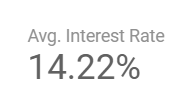 Avg. Interest Rate
14.22%